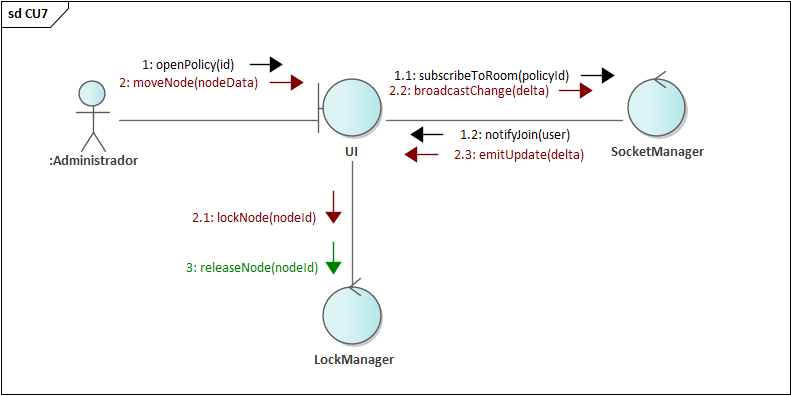 sd CU7
1: openPolicy(id)
2: moveNode(nodeData)
1.1: subscribeToRoom(policyId)
2.2: broadcastChange(delta)
1.2: notifyJoin(user)
2.3: emitUpdate(delta)
:Administrador
UI
SocketManager
2.1: lockNode(nodeId)
3: releaseNode(nodeId)
LockManager